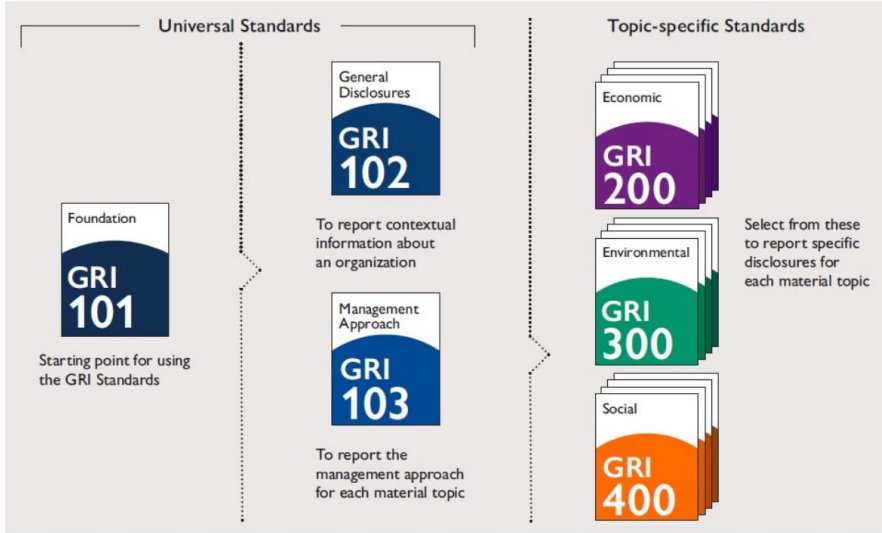 Universal Standards
Foundation
GRI
101
Starting point for using
the GRI Standards
General
Disclosures
GRI
102
To report contextual
information about
an organization
Management
Approach
GRI
103
To report the
management approach
for each material topic
Topic-specific Standards
Economic
GRI
200
Environmental
GRI
300
Social
GRI
400
Select from these
to report specific
disclosures for
each material topic